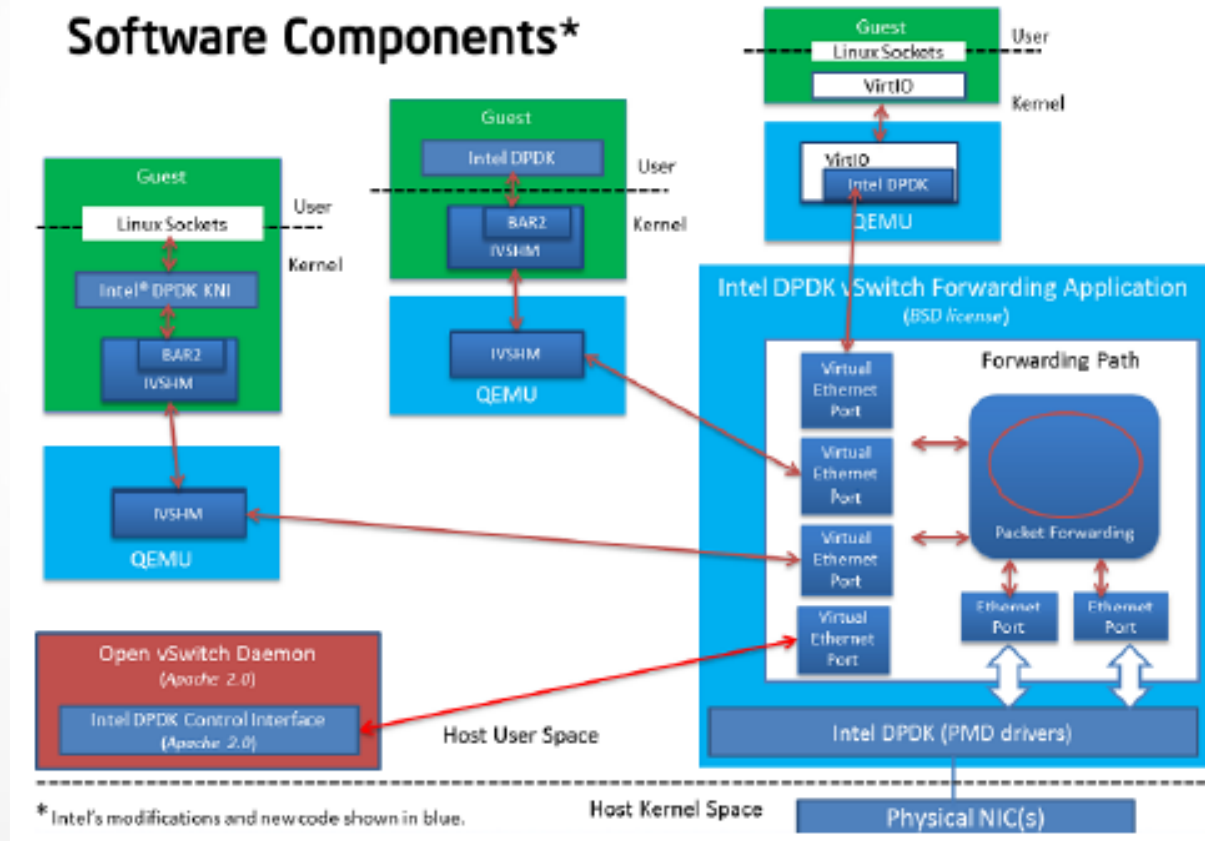 Software Components*
Guest
Linux Sockets
User
VirtIO
Kernel
VirtIO
Intel DPDK
QEMU
Guest
Intel DPDK
User
BAR2
Kernel
IVSHM
IVSHM
QEMU
Guest
User
Linux Sockets
Kernel
Intel® DPDK KNI
BAR2
IVSHM
IVSHM
QEMU
Intel DPDK vSwitch Forwarding Application
(BSD license)
Forwarding Path
Virtual
Ethernet
Port
Virtual
Ethernet
Port
Virtual
Ethernet
Port
Virtual
Ethernet
Port
Packet Forwarding
Ethernet
Port
Ethernet
Port
Intel DPDK (PMD drivers)
Open vSwitch Daemon
(Apache 2.0)
Intel DPDK Control Interface
(Apache 2.0)
Host User Space
Host Kernel Space
Physical NIC(s)
* Intel's modifications and new code shown in blue.